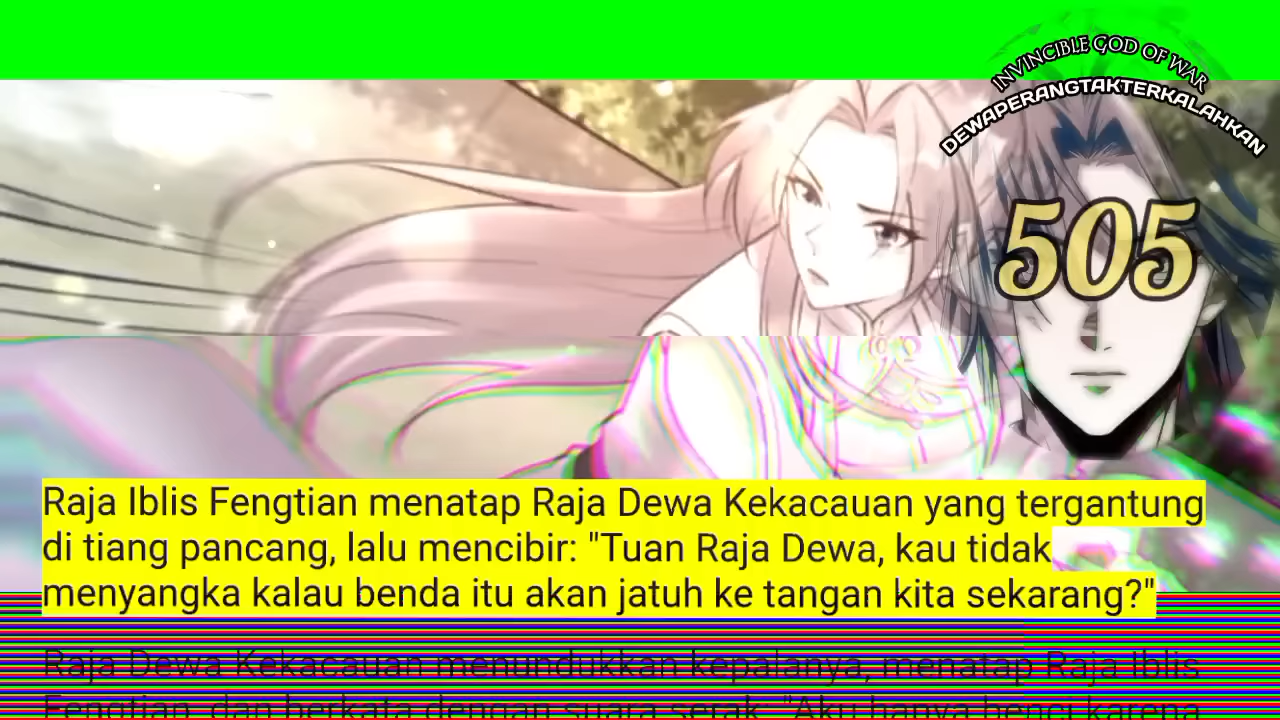 INVINCIBLE GOD OF WAR
DEWAPERANGTAKTERKALAHKAN
505
Raja Iblis Fengtian menatap Raja Dewa Kekacauan yang tergantung
di tiang pancang, lalu mencibir: "Tuan Raja Dewa, kau tidak
menyangka kalau benda itu akan jatuh ke tangan kita sekarang?"
Raja Dewa Kekacauan menundukkan kepalanya, menatap Raja Iblis
Fengtian, dan berkata dengan suara serak: "Aku hanya benci karena